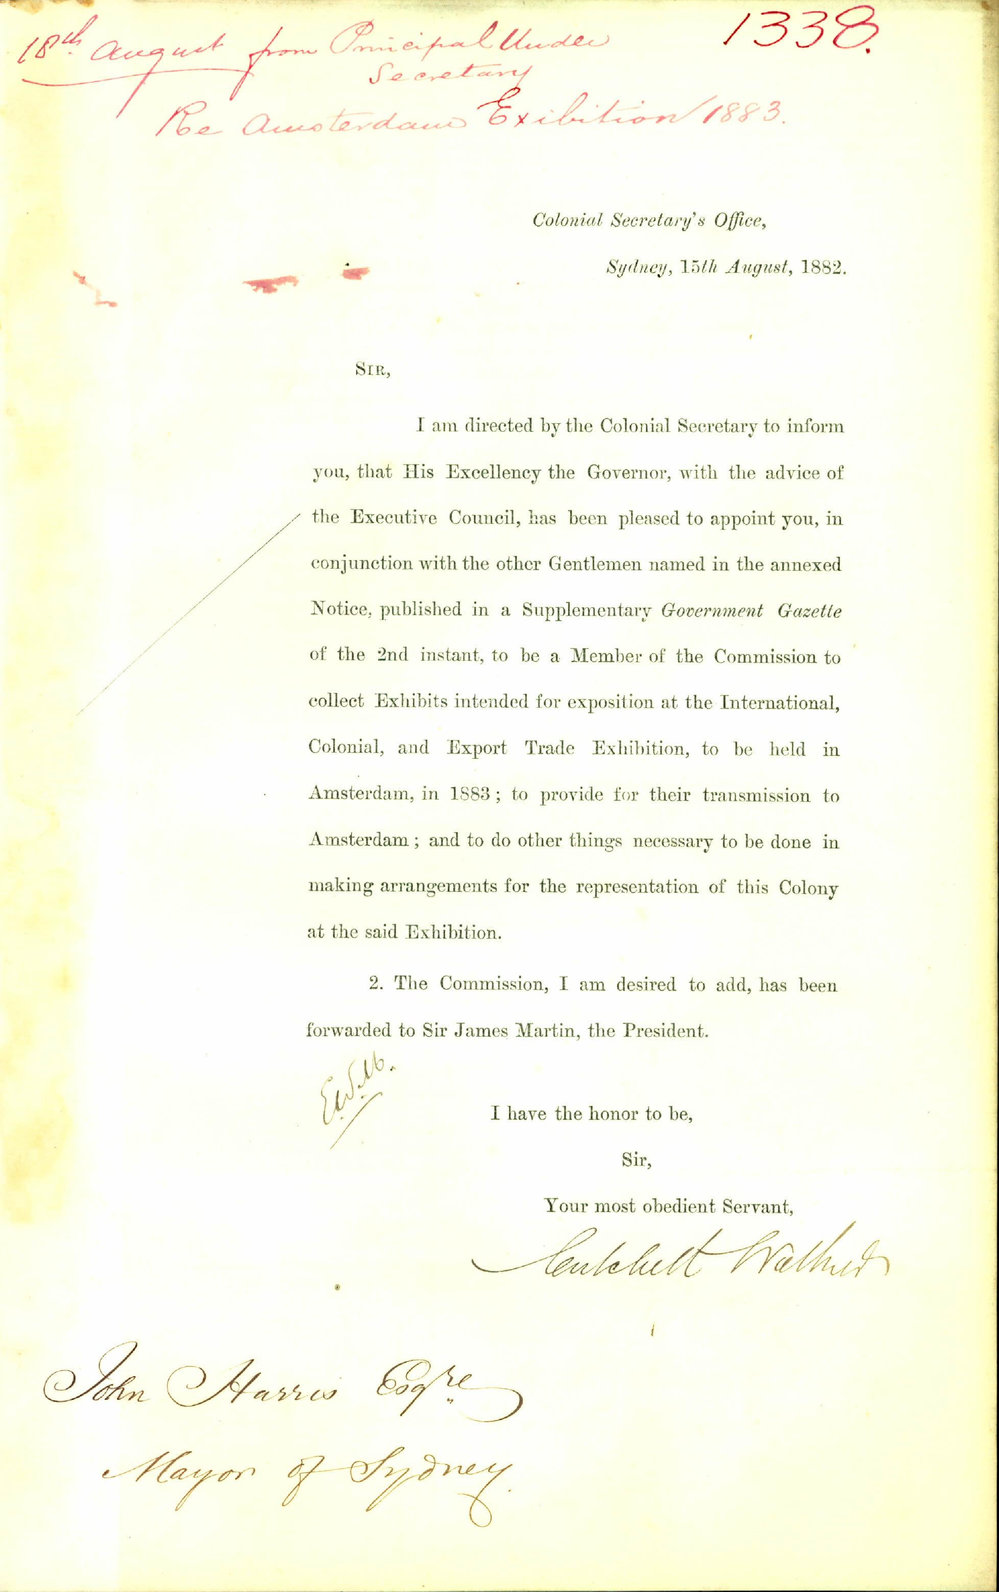 1338.
18th August from Principal Under
Secretary
Re Amsterdam Exibition 1883.
Colonial Secretary's Office,
Sydney, 15th August, 1882.
SIR,
I am directed by the Colonial Secretary to inform
you, that His Excellency the Governor, with the advice of
the Executive Council, has been pleased to appoint you, in
conjunction with the other Gentlemen named in the annexed
Notice, published in a Supplementary Government Gazette
of the 2nd instant, to be a Member of the Commission to
collect Exhibits intended for exposition at the International,
Colonial, and Export Trade Exhibition, to be held in
Amsterdam, in 1883; to provide for their transmission to
Amsterdam; and to do other things necessary to be done in
making arrangements for the representation of this Colony
at the said Exhibition.
2. The Commission, I am desired to add, has been
forwarded to Sir James Martin, the President.
I have the honor to be,
Sir,
Your most obedient Servant,
Critchett Walker
John Harris Esqre
Mayor of Sydney.